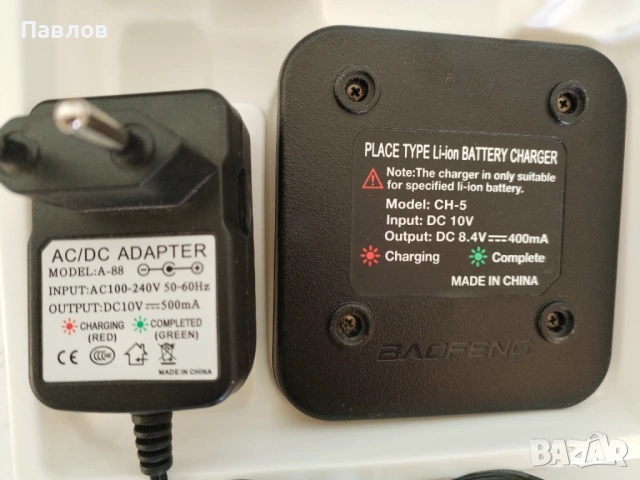 Павлов
AC/DC ADAPTER
MODEL:A-88
INPUT:AC100-240V 50-60Hz
OUTPUT:DC10V⎓500mA
CHARGING COMPLETED
(RED) (GREEN)
CE CCC
MADE IN CHINA
PLACE TYPE Li-ion BATTERY CHARGER
Note:The charger in only suitable
for specified li-ion battery.
Model: CH-5
Input: DC 10V
Output: DC 8.4V⎓400mA
Charging Complete
MADE IN CHINA
BAOFENG
BAZAR